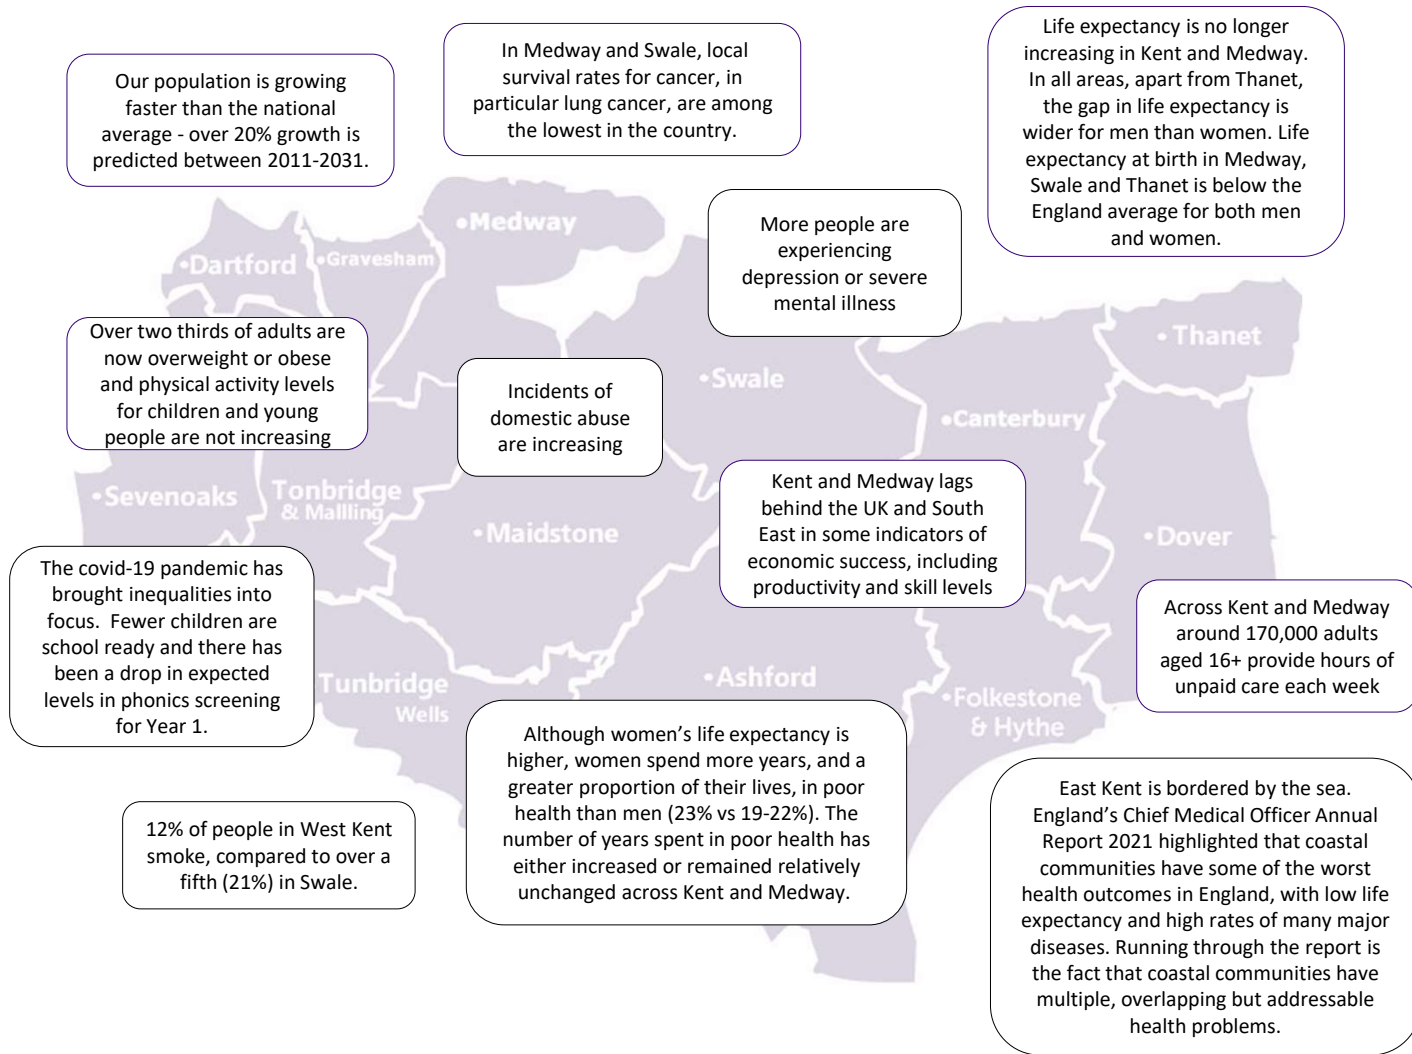 Our population is growing
faster than the national
average - over 20% growth is
predicted between 2011-2031.
In Medway and Swale, local
survival rates for cancer, in
particular lung cancer, are among
the lowest in the country.
Life expectancy is no longer
increasing in Kent and Medway.
In all areas, apart from Thanet,
the gap in life expectancy is
wider for men than women. Life
expectancy at birth in Medway,
Swale and Thanet is below the
England average for both men
and women.
More people are
experiencing
depression or severe
mental illness
•Medway
•Dartford
•Gravesham
•Thanet
Over two thirds of adults are
now overweight or obese
and physical activity levels
for children and young
people are not increasing
Incidents of
domestic abuse
are increasing
•Swale
•Canterbury
•Sevenoaks
Tonbridge
& Mallling
•Maidstone
Kent and Medway lags
behind the UK and South
East in some indicators of
economic success, including
productivity and skill levels
•Dover
The covid-19 pandemic has
brought inequalities into
focus.  Fewer children are
school ready and there has
been a drop in expected
levels in phonics screening
for Year 1.
Across Kent and Medway
around 170,000 adults
aged 16+ provide hours of
unpaid care each week
Tunbridge
Wells
•Ashford
•Folkestone
& Hythe
Although women’s life expectancy is
higher, women spend more years, and a
greater proportion of their lives, in poor
health than men (23% vs 19-22%). The
number of years spent in poor health has
either increased or remained relatively
unchanged across Kent and Medway.
12% of people in West Kent
smoke, compared to over a
fifth (21%) in Swale.
East Kent is bordered by the sea.
England’s Chief Medical Officer Annual
Report 2021 highlighted that coastal
communities have some of the worst
health outcomes in England, with low life
expectancy and high rates of many major
diseases. Running through the report is
the fact that coastal communities have
multiple, overlapping but addressable
health problems.